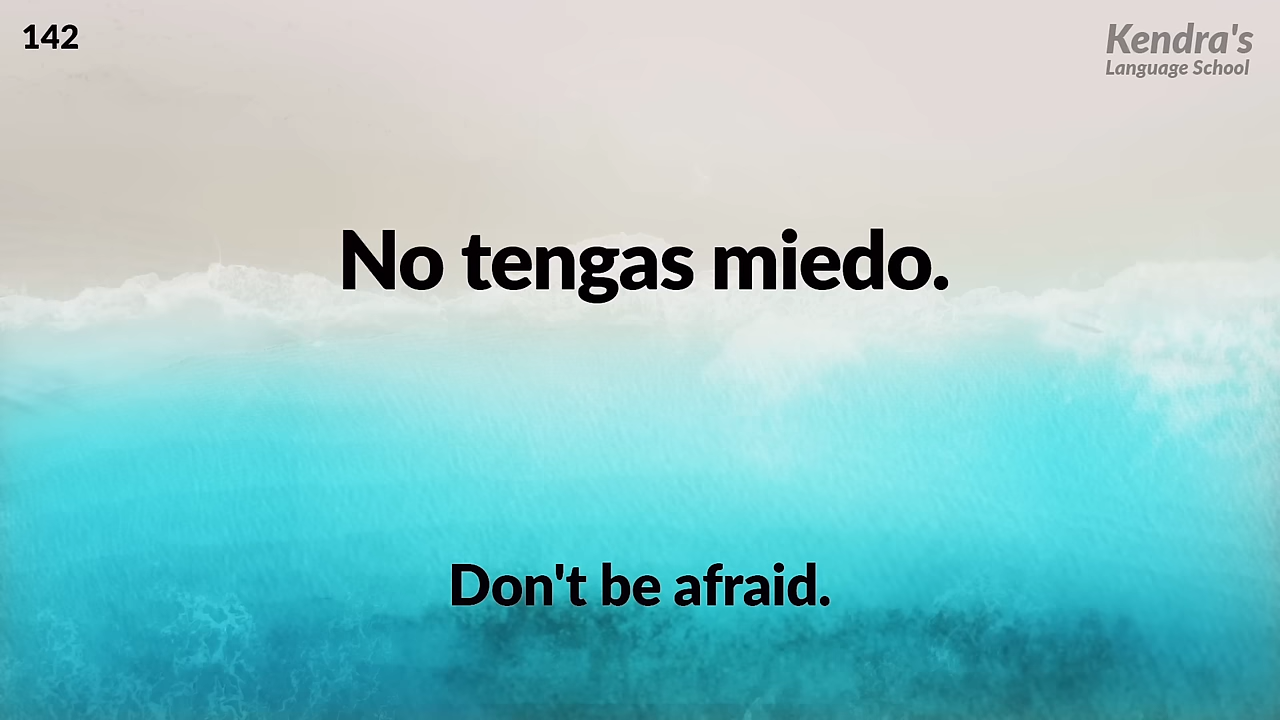 142
Kendra's
Language School
No tengas miedo.
Don't be afraid.